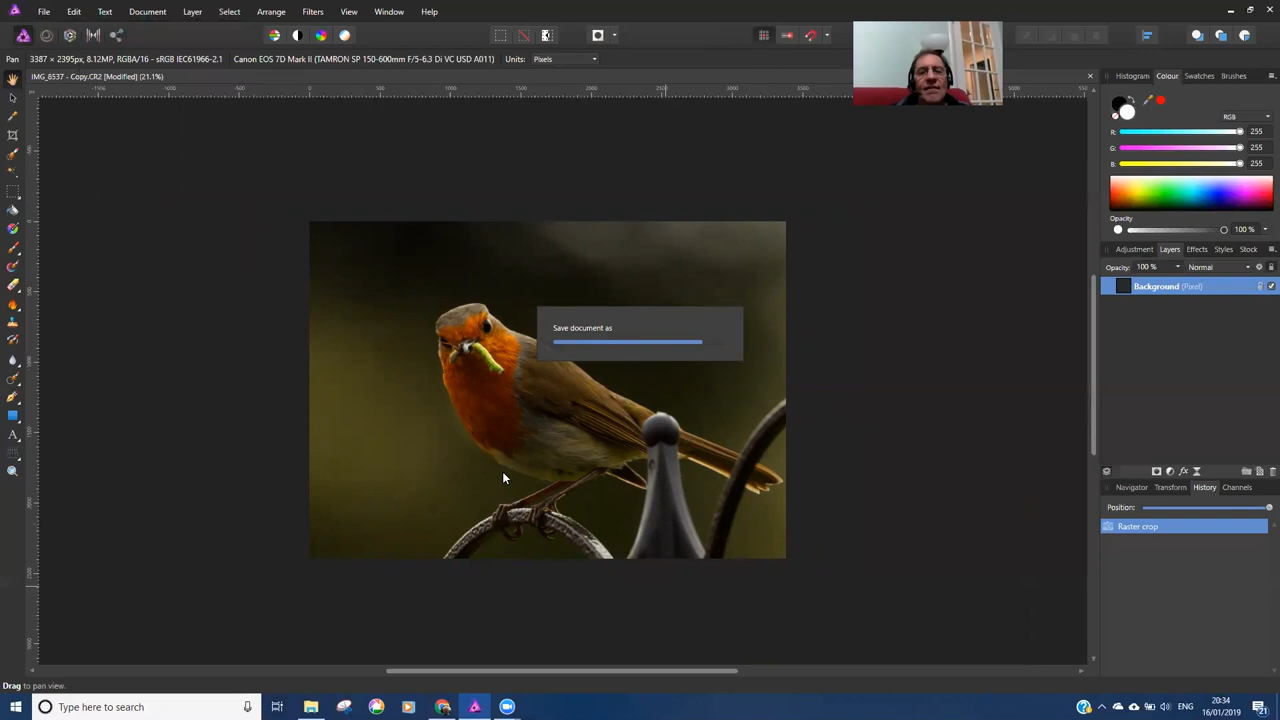 File Edit Text Document Layer Select Arrange Filters View Window Help
Pan 3387 × 2395px, 8.12MP, RGBA/16 - sRGB IEC61966-2.1 Canon EOS 7D Mark II (TAMRON SP 150-600mm F/5-6.3 Di VC USD A011) Units: Pixels
IMG_8537 - Copy.CR2 [Modified] (21.1%)
Histogram Colour Swatches Brushes
RGB
R: 255
G: 255
B: 255
Opacity
100 %
Adjustment Layers Effects Styles Stock
Opacity: 100 % Normal
Background (Pixel)
Save document as
Navigator Transform History Channels
Position:
Raster crop
Drag to pan view.
Type here to search
20:34
16/01/2019
21